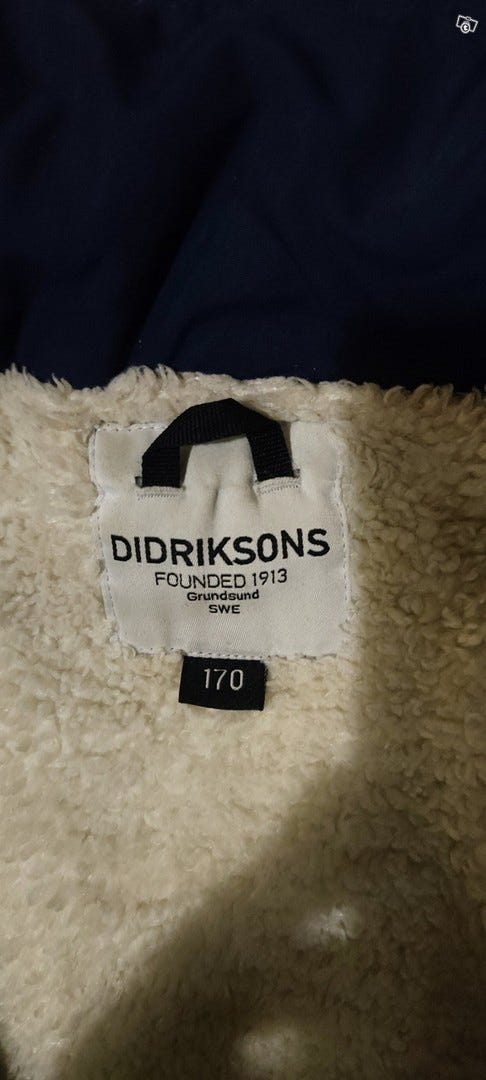 DIDRIKSONS
FOUNDED 1913
Grundsund
SWE
170